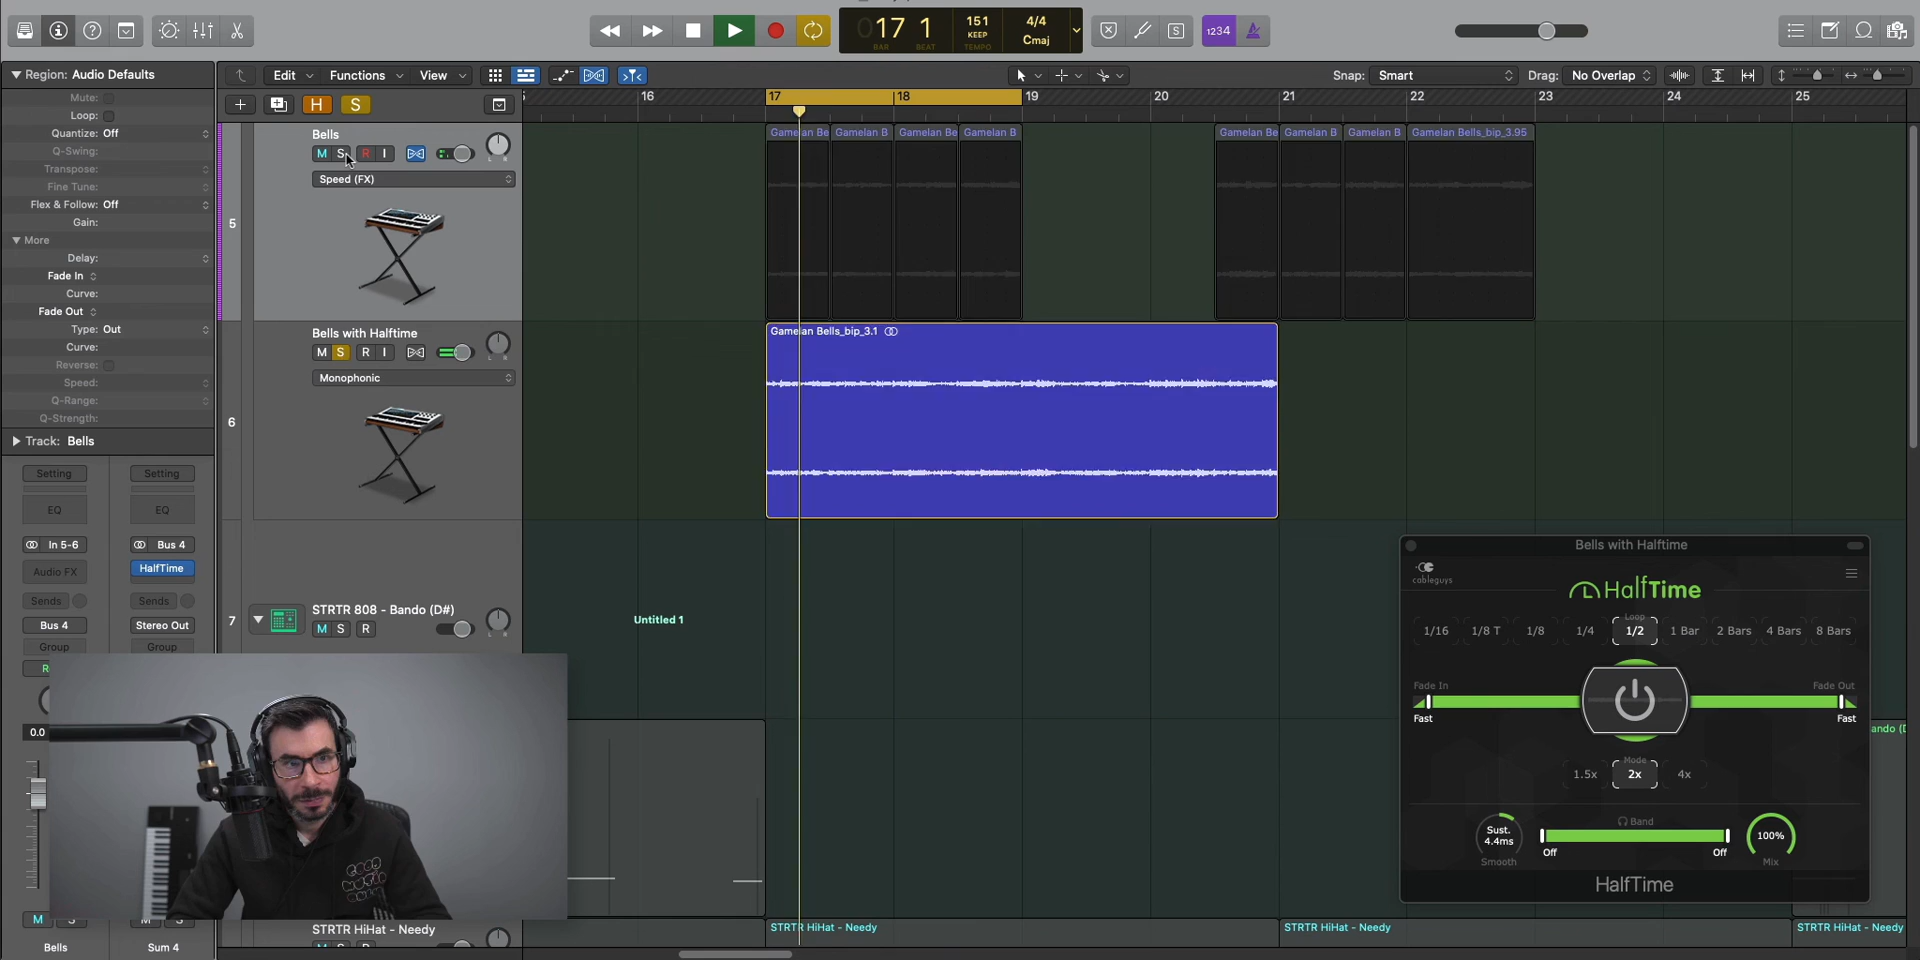 17 1
BAR BEAT
151
KEEP
TEMPO
4/4
Cmaj
S
1234
Region: Audio Defaults
Mute:
Loop:
Quantize: Off
Q-Swing:
Transpose:
Fine Tune:
Flex & Follow: Off
Gain:
More
Delay:
Fade In
Curve:
Fade Out
Type: Out
Curve:
Reverse:
Speed:
Q-Range:
Q-Strength:
Track: Bells
Setting Setting
EQ EQ
In 5-6 Bus 4
Audio FX HalfTime
Sends Sends
Bus 4 Stereo Out
Group Group
0.0
M
Bells Sum 4
Edit Functions View
Snap: Smart
Drag: No Overlap
H S
16 17 18 19 20 21 22 23 24 25
5
Bells
M S R I
L R
Speed (FX)
Gamelan Be Gamelan B Gamelan Be Gamelan B
Gamelan Be Gamelan B Gamelan B Gamelan Bells_bip_3.95
6
Bells with Halftime
M S R I
L R
Monophonic
Gamelan Bells_bip_3.1
7
STRTR 808 - Bando (D#)
M S R
L R
Untitled 1
ando (D
STRTR HiHat - Needy
STRTR HiHat - Needy STRTR HiHat - Needy STRTR HiHat - Needy
GOOD
MUSIC
Bells with Halftime
cableguys
HalfTime
Loop
1/16 1/8 T 1/8 1/4 1/2 1 Bar 2 Bars 4 Bars 8 Bars
Fade In Fade Out
Fast Fast
Mode
1.5x 2x 4x
Sust.
4.4ms
Smooth
Band
Off Off
100%
Mix
HalfTime